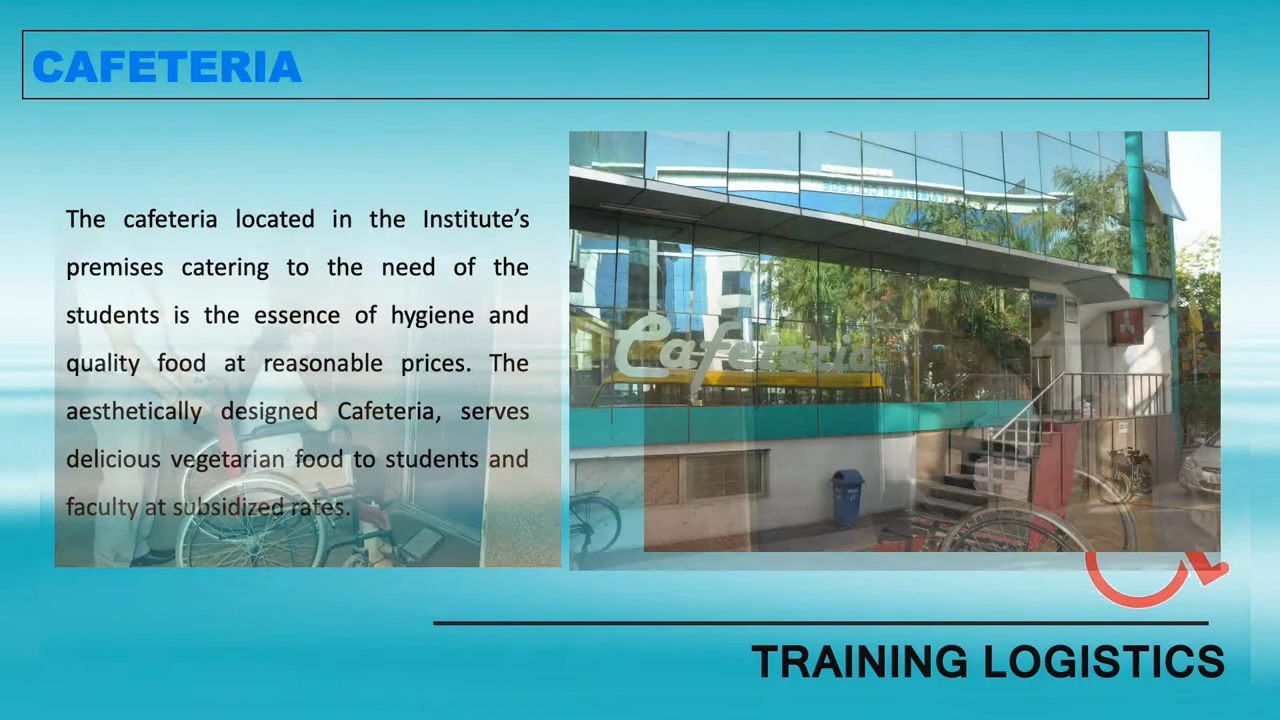 CAFETERIA
The cafeteria located in the Institute’s
premises catering to the need of the
students is the essence of hygiene and
quality food at reasonable prices. The
aesthetically designed Cafeteria, serves
delicious vegetarian food to students and
faculty at subsidized rates.
Cafeteria
TRAINING LOGISTICS